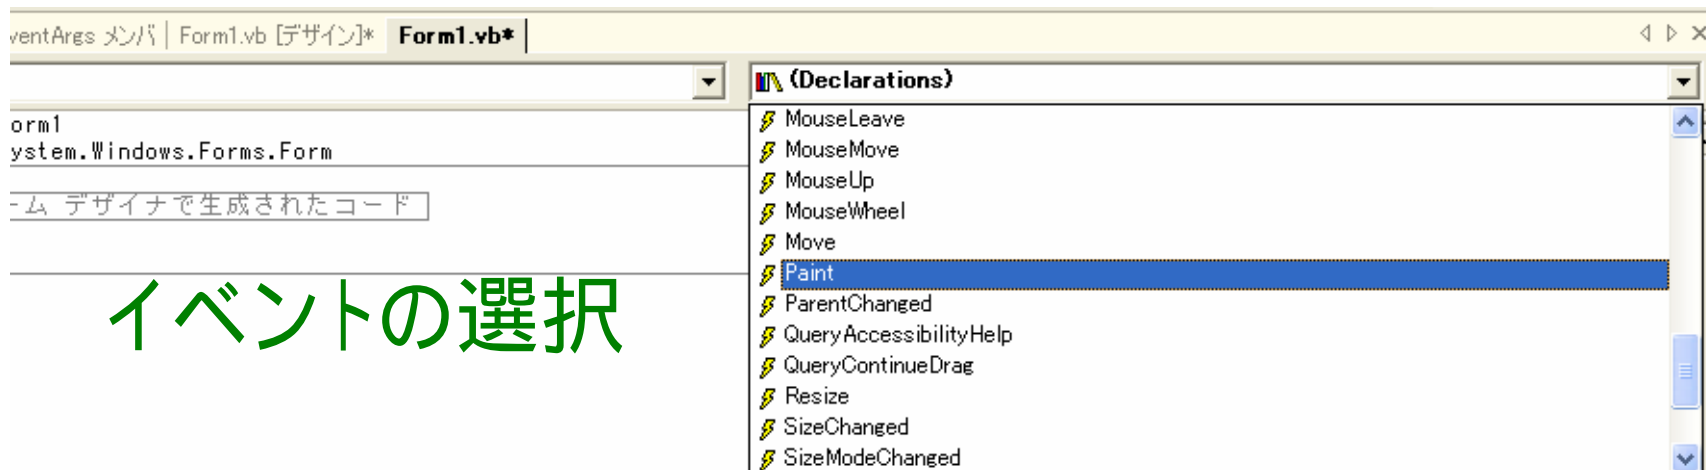 ventArgs メンバ | Form1.vb [デザイン]* Form1.vb*
(Declarations)
orm1
ystem.Windows.Forms.Form
ーム デザイナで生成されたコード
イベントの選択
MouseLeave
MouseMove
MouseUp
MouseWheel
Move
Paint
ParentChanged
QueryAccessibilityHelp
QueryContinueDrag
Resize
SizeChanged
SizeModeChanged